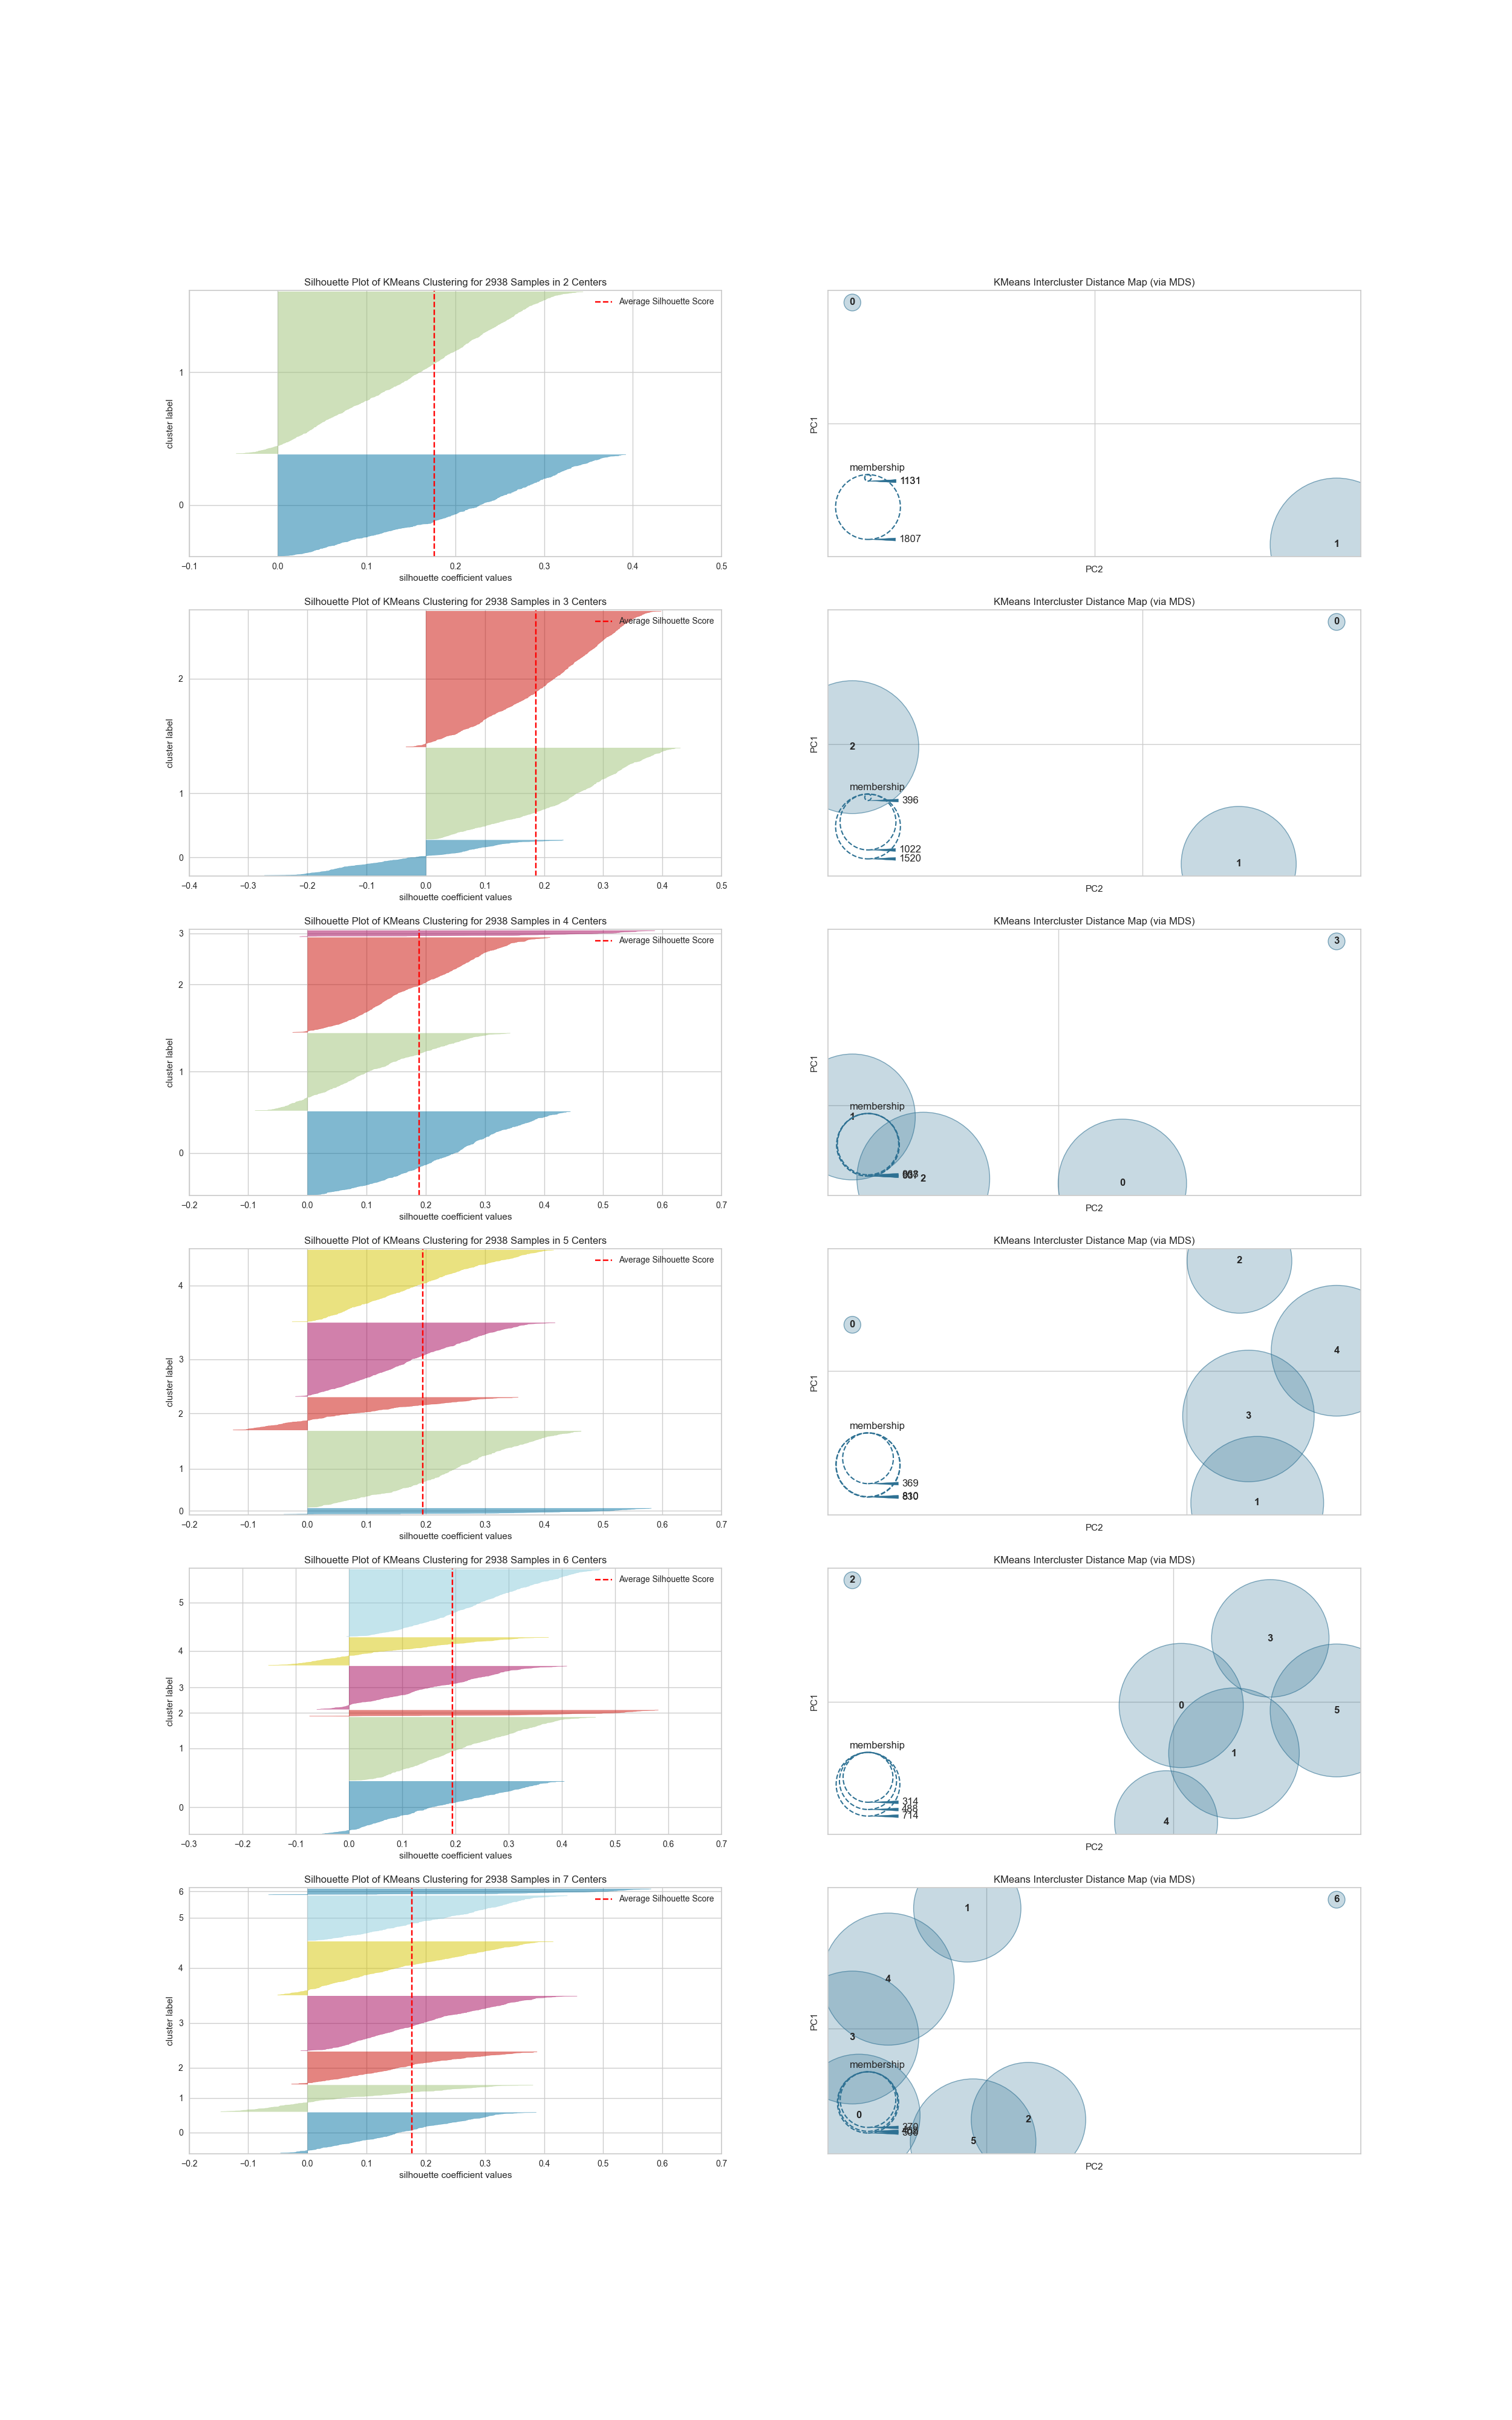 Silhouette Plot of KMeans Clustering for 2938 Samples in 2 Centers
Average Silhouette Score
cluster label
1
0
−0.1 0.0 0.1 0.2 0.3 0.4 0.5
silhouette coefficient values
KMeans Intercluster Distance Map (via MDS)
0
PC1
membership
1131
1807
1
PC2
Silhouette Plot of KMeans Clustering for 2938 Samples in 3 Centers
Average Silhouette Score
cluster label
2
1
0
−0.4 −0.3 −0.2 −0.1 0.0 0.1 0.2 0.3 0.4 0.5
silhouette coefficient values
KMeans Intercluster Distance Map (via MDS)
0
PC1
2
membership
396
1022
1520
1
PC2
Silhouette Plot of KMeans Clustering for 2938 Samples in 4 Centers
3
Average Silhouette Score
cluster label
2
1
0
−0.2 −0.1 0.0 0.1 0.2 0.3 0.4 0.5 0.6 0.7
silhouette coefficient values
KMeans Intercluster Distance Map (via MDS)
3
PC1
membership
1
2
0
PC2
Silhouette Plot of KMeans Clustering for 2938 Samples in 5 Centers
Average Silhouette Score
cluster label
4
3
2
1
0
−0.2 −0.1 0.0 0.1 0.2 0.3 0.4 0.5 0.6 0.7
silhouette coefficient values
KMeans Intercluster Distance Map (via MDS)
2
0
4
PC1
3
membership
369
1
PC2
Silhouette Plot of KMeans Clustering for 2938 Samples in 6 Centers
Average Silhouette Score
cluster label
5
4
3
2
1
0
−0.3 −0.2 −0.1 0.0 0.1 0.2 0.3 0.4 0.5 0.6 0.7
silhouette coefficient values
KMeans Intercluster Distance Map (via MDS)
2
3
0
5
PC1
membership
1
314
714
4
PC2
Silhouette Plot of KMeans Clustering for 2938 Samples in 7 Centers
6
Average Silhouette Score
cluster label
5
4
3
2
1
0
−0.2 −0.1 0.0 0.1 0.2 0.3 0.4 0.5 0.6 0.7
silhouette coefficient values
KMeans Intercluster Distance Map (via MDS)
6
1
4
PC1
3
membership
0
2
5
PC2